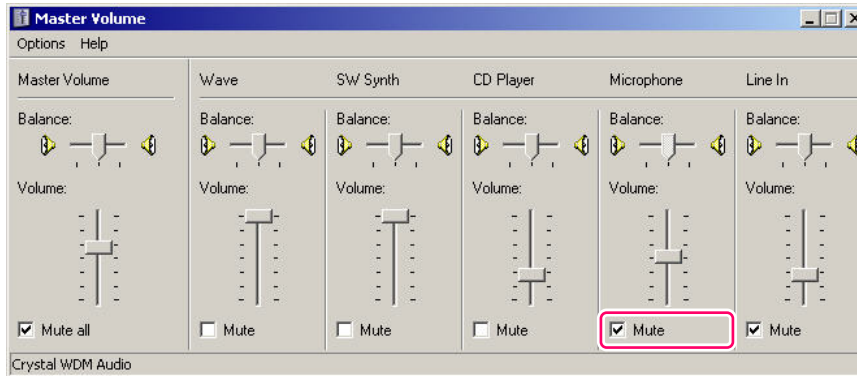 Master Volume
Options Help
Master Volume Wave SW Synth CD Player Microphone Line In
Balance: Balance: Balance: Balance: Balance: Balance:
Volume: Volume: Volume: Volume: Volume: Volume:
Mute all Mute Mute Mute Mute Mute
Crystal WDM Audio